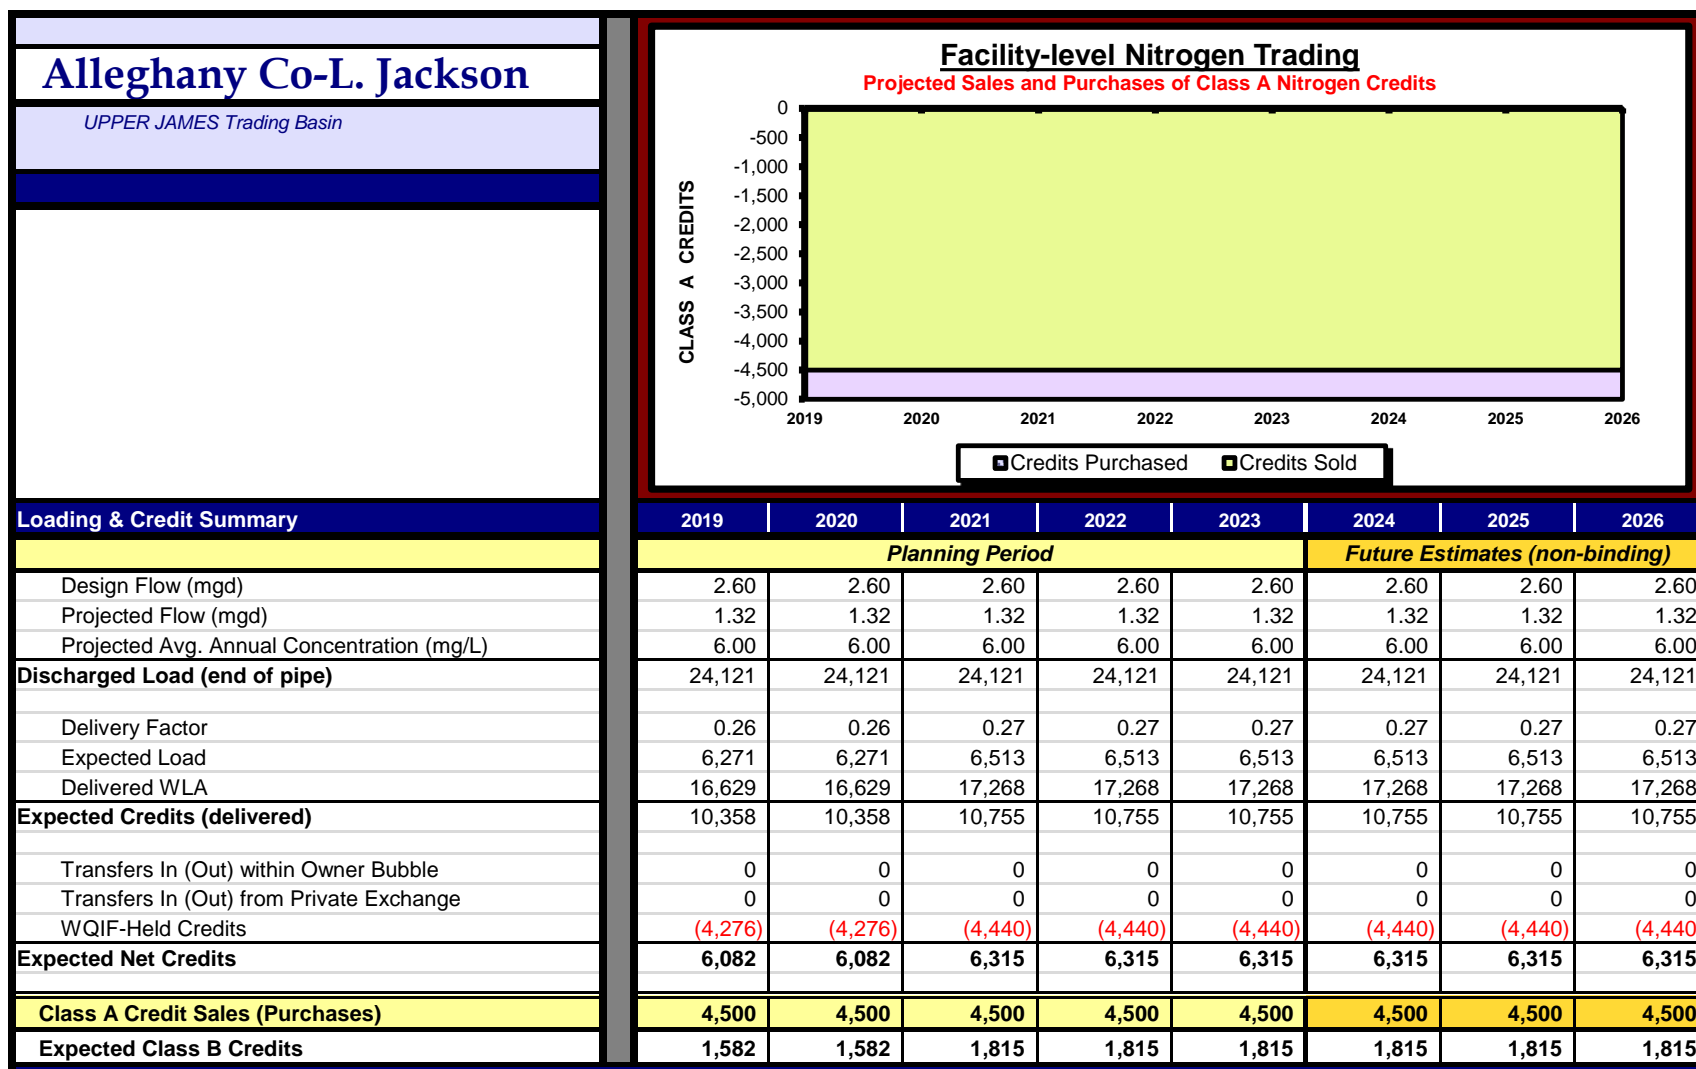 Alleghany Co-L. Jackson
UPPER JAMES Trading Basin
Facility-level Nitrogen Trading
Projected Sales and Purchases of Class A Nitrogen Credits
CLASS A CREDITS
0
-500
-1,000
-1,500
-2,000
-2,500
-3,000
-3,500
-4,000
-4,500
-5,000
2019 2020 2021 2022 2023 2024 2025 2026
Credits Purchased Credits Sold
Loading & Credit Summary 2019 2020 2021 2022 2023 2024 2025 2026
Planning Period Future Estimates (non-binding)
Design Flow (mgd) 2.60 2.60 2.60 2.60 2.60 2.60 2.60 2.60
Projected Flow (mgd) 1.32 1.32 1.32 1.32 1.32 1.32 1.32 1.32
Projected Avg. Annual Concentration (mg/L) 6.00 6.00 6.00 6.00 6.00 6.00 6.00 6.00
Discharged Load (end of pipe) 24,121 24,121 24,121 24,121 24,121 24,121 24,121 24,121
Delivery Factor 0.26 0.26 0.27 0.27 0.27 0.27 0.27 0.27
Expected Load 6,271 6,271 6,513 6,513 6,513 6,513 6,513 6,513
Delivered WLA 16,629 16,629 17,268 17,268 17,268 17,268 17,268 17,268
Expected Credits (delivered) 10,358 10,358 10,755 10,755 10,755 10,755 10,755 10,755
Transfers In (Out) within Owner Bubble 0 0 0 0 0 0 0 0
Transfers In (Out) from Private Exchange 0 0 0 0 0 0 0 0
WQIF-Held Credits (4,276) (4,276) (4,440) (4,440) (4,440) (4,440) (4,440) (4,440
Expected Net Credits 6,082 6,082 6,315 6,315 6,315 6,315 6,315 6,315
Class A Credit Sales (Purchases) 4,500 4,500 4,500 4,500 4,500 4,500 4,500 4,500
Expected Class B Credits 1,582 1,582 1,815 1,815 1,815 1,815 1,815 1,815